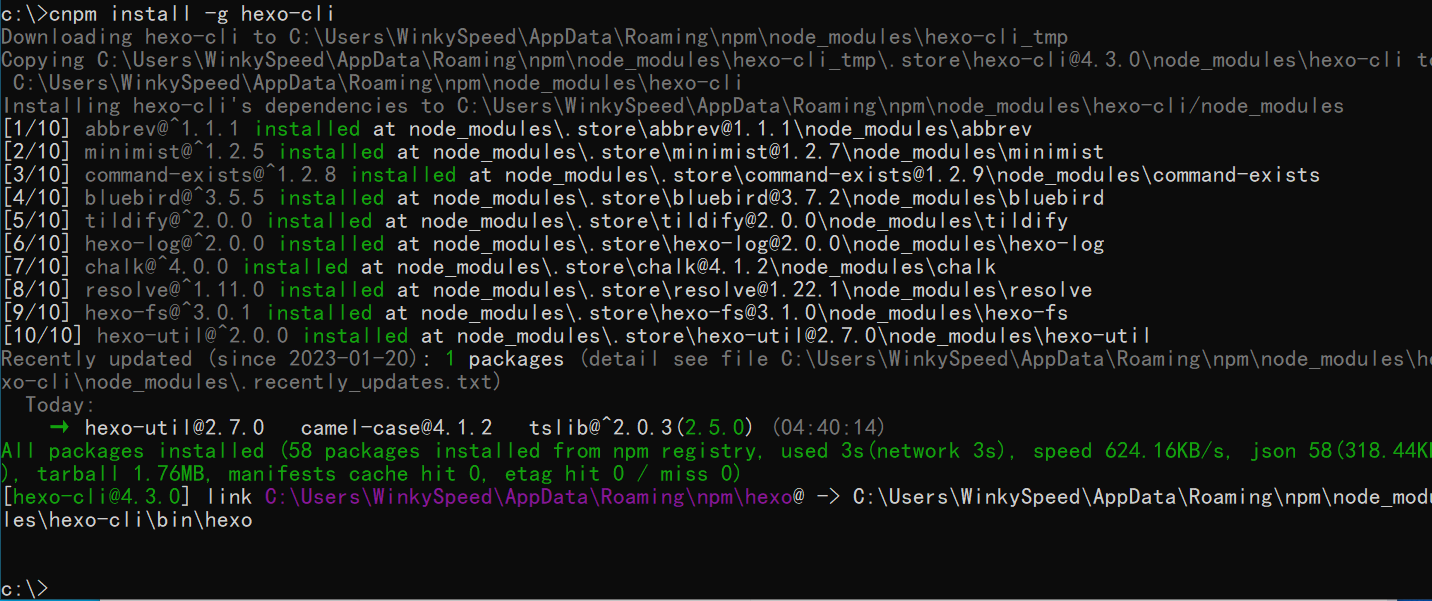 c:\>cnpm install -g hexo-cli
Downloading hexo-cli to C:\Users\WinkySpeed\AppData\Roaming\npm\node_modules\hexo-cli_tmp
Copying C:\Users\WinkySpeed\AppData\Roaming\npm\node_modules\hexo-cli_tmp\.store\hexo-cli@4.3.0\node_modules\hexo-cli to
 C:\Users\WinkySpeed\AppData\Roaming\npm\node_modules\hexo-cli
Installing hexo-cli's dependencies to C:\Users\WinkySpeed\AppData\Roaming\npm\node_modules\hexo-cli/node_modules
[1/10] abbrev@^1.1.1 installed at node_modules\.store\abbrev@1.1.1\node_modules\abbrev
[2/10] minimist@^1.2.5 installed at node_modules\.store\minimist@1.2.7\node_modules\minimist
[3/10] command-exists@^1.2.8 installed at node_modules\.store\command-exists@1.2.9\node_modules\command-exists
[4/10] bluebird@^3.5.5 installed at node_modules\.store\bluebird@3.7.2\node_modules\bluebird
[5/10] tildify@^2.0.0 installed at node_modules\.store\tildify@2.0.0\node_modules\tildify
[6/10] hexo-log@^2.0.0 installed at node_modules\.store\hexo-log@2.0.0\node_modules\hexo-log
[7/10] chalk@^4.0.0 installed at node_modules\.store\chalk@4.1.2\node_modules\chalk
[8/10] resolve@^1.11.0 installed at node_modules\.store\resolve@1.22.1\node_modules\resolve
[9/10] hexo-fs@^3.0.1 installed at node_modules\.store\hexo-fs@3.1.0\node_modules\hexo-fs
[10/10] hexo-util@^2.0.0 installed at node_modules\.store\hexo-util@2.7.0\node_modules\hexo-util
Recently updated (since 2023-01-20): 1 packages (detail see file C:\Users\WinkySpeed\AppData\Roaming\npm\node_modules\he
xo-cli\node_modules\.recently_updates.txt)
  Today:
    → hexo-util@2.7.0   camel-case@4.1.2   tslib@^2.0.3(2.5.0) (04:40:14)
All packages installed (58 packages installed from npm registry, used 3s(network 3s), speed 624.16KB/s, json 58(318.44KB
), tarball 1.76MB, manifests cache hit 0, etag hit 0 / miss 0)
[hexo-cli@4.3.0] link C:\Users\WinkySpeed\AppData\Roaming\npm\hexo@ -> C:\Users\WinkySpeed\AppData\Roaming\npm\node_modu
les\hexo-cli\bin\hexo
c:\>